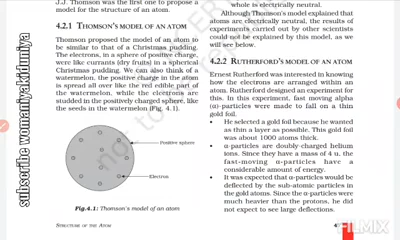 J.J. Thomson was the first one to propose a model
for the structure of an atom.
4.2.1 THOMSON'S MODEL OF AN ATOM
Thomson proposed the model of an atom to
be similar to that of a Christmas pudding.
The electrons, in a sphere of positive charge,
were like currants (dry fruits) in a spherical
Christmas pudding. We can also think of a
watermelon, the positive charge in the atom
is spread all over like the red edible part of
the watermelon, while the electrons are
studded in the positively charged sphere, like
the seeds in the watermelon (Fig. 4.1).
Positive sphere
Electron
Fig.4.1: Thomson's model of an atom
STRUCTURE OF THE ATOM
whole is electrically neutral.
Although Thomson's model explained that
atoms are electrically neutral, the results of
experiments carried out by other scientists
could not be explained by this model, as we
will see below.
4.2.2 RUTHERFORD'S MODEL OF AN ATOM
Ernest Rutherford was interested in knowing
how the electrons are arranged within an
atom. Rutherford designed an experiment for
this. In this experiment, fast moving alpha
(α)-particles were made to fall on a thin
gold foil.
• He selected a gold foil because he wanted
as thin a layer as possible. This gold foil
was about 1000 atoms thick.
• α-particles are doubly-charged helium
ions. Since they have a mass of 4 u, the
fast-moving α-particles have a
considerable amount of energy.
• It was expected that α-particles would be
deflected by the sub-atomic particles in
the gold atoms. Since the α-particles were
much heavier than the protons, he did
not expect to see large deflections.
subscribe womaniyakidumiya